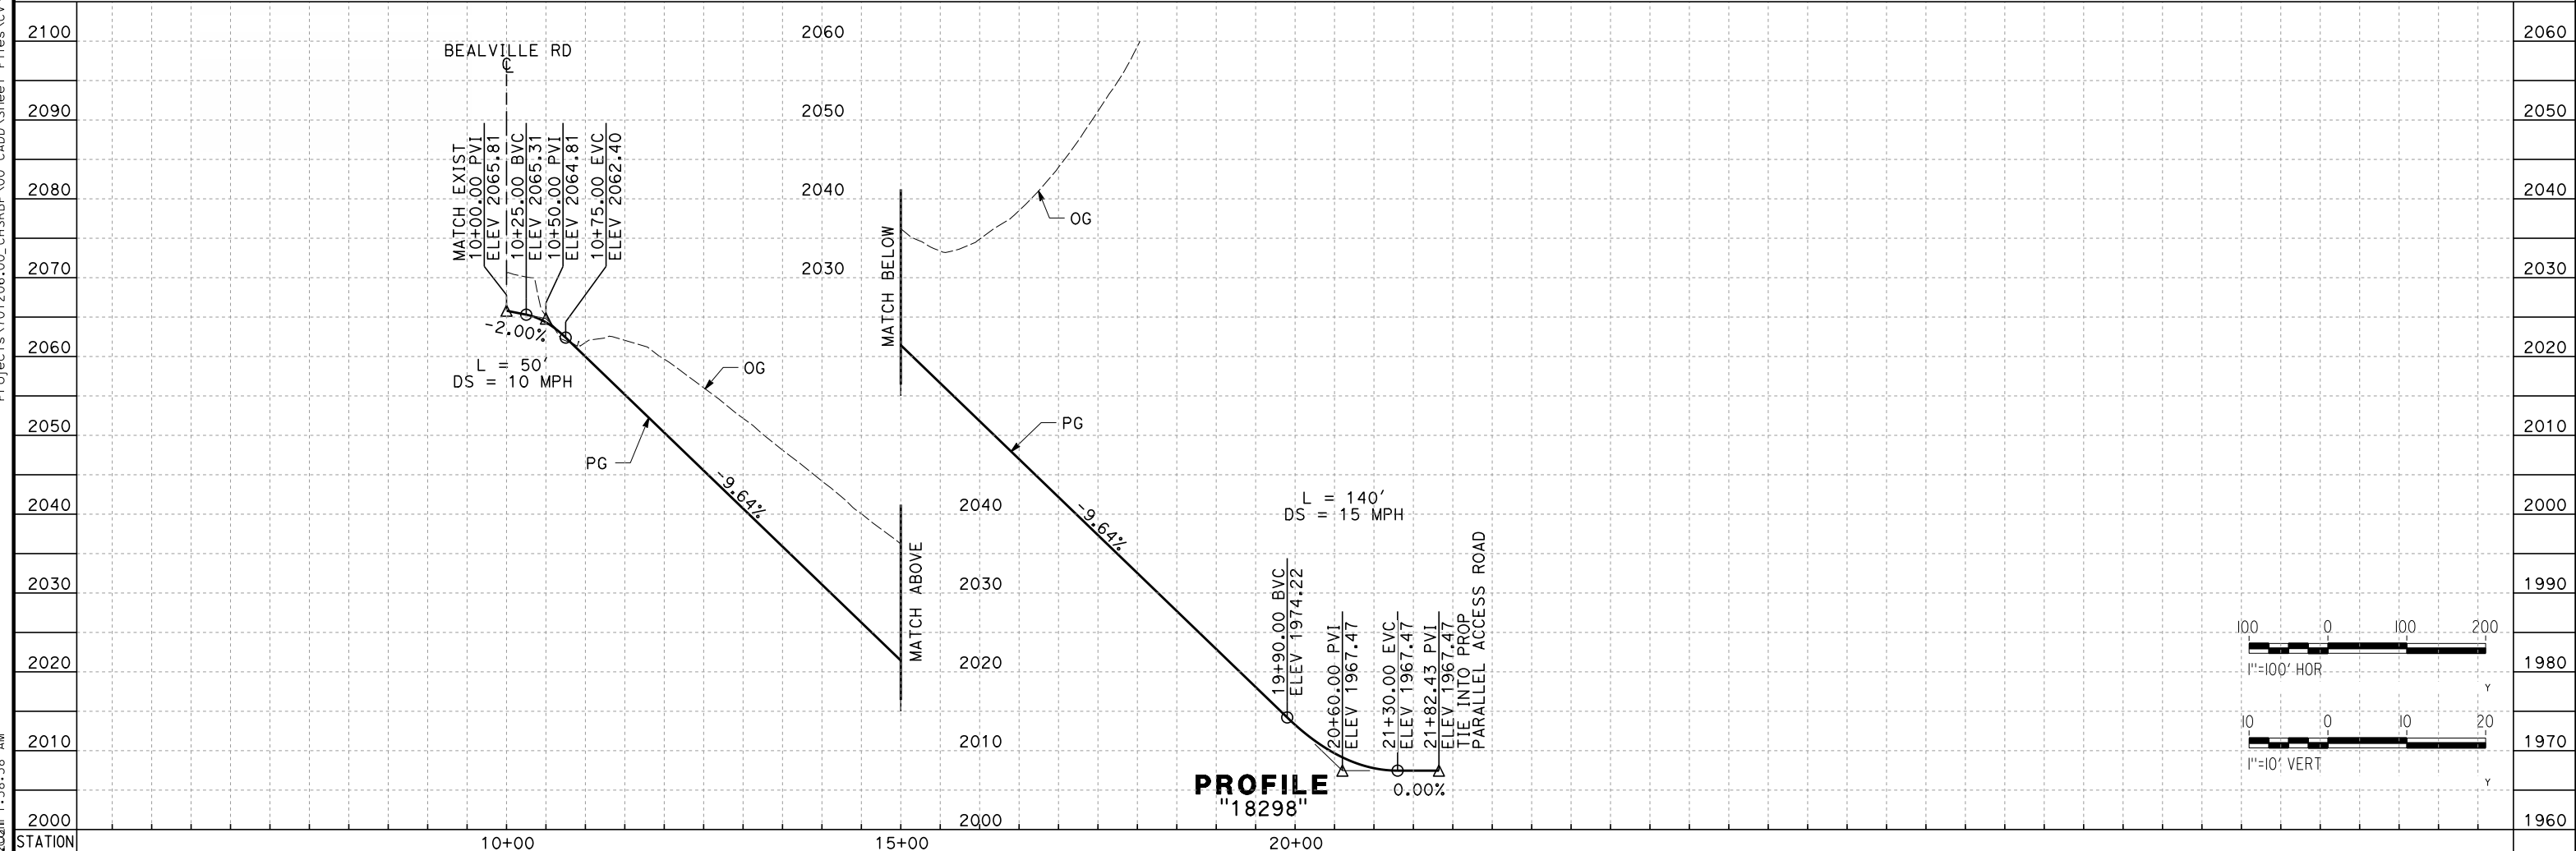 BEALVILLE RD
℄
MATCH EXIST
10+00.00 PVI
ELEV 2065.81
10+25.00 BVC
ELEV 2065.31
10+50.00 PVI
ELEV 2064.81
10+75.00 EVC
ELEV 2062.40
-2.00%
L = 50'
DS = 10 MPH
OG
PG
-9.64%
MATCH ABOVE
MATCH BELOW
OG
PG
-9.64%
L = 140'
DS = 15 MPH
19+90.00 BVC
ELEV 1974.22
20+60.00 PVI
ELEV 1967.47
21+30.00 EVC
ELEV 1967.47
21+82.43 PVI
ELEV 1967.47
TIE INTO PROP
PARALLEL ACCESS ROAD
0.00%
PROFILE
"18298"
2100
2090
2080
2070
2060
2050
2040
2030
2020
2010
2000
2060
2050
2040
2030
2040
2030
2020
2010
2000
2060
2050
2040
2030
2020
2010
2000
1990
1980
1970
1960
100 0 100 200
1"=100' HOR
Y
10 0 10 20
1"=10' VERT
Y
STATION 10+00 15+00 20+00